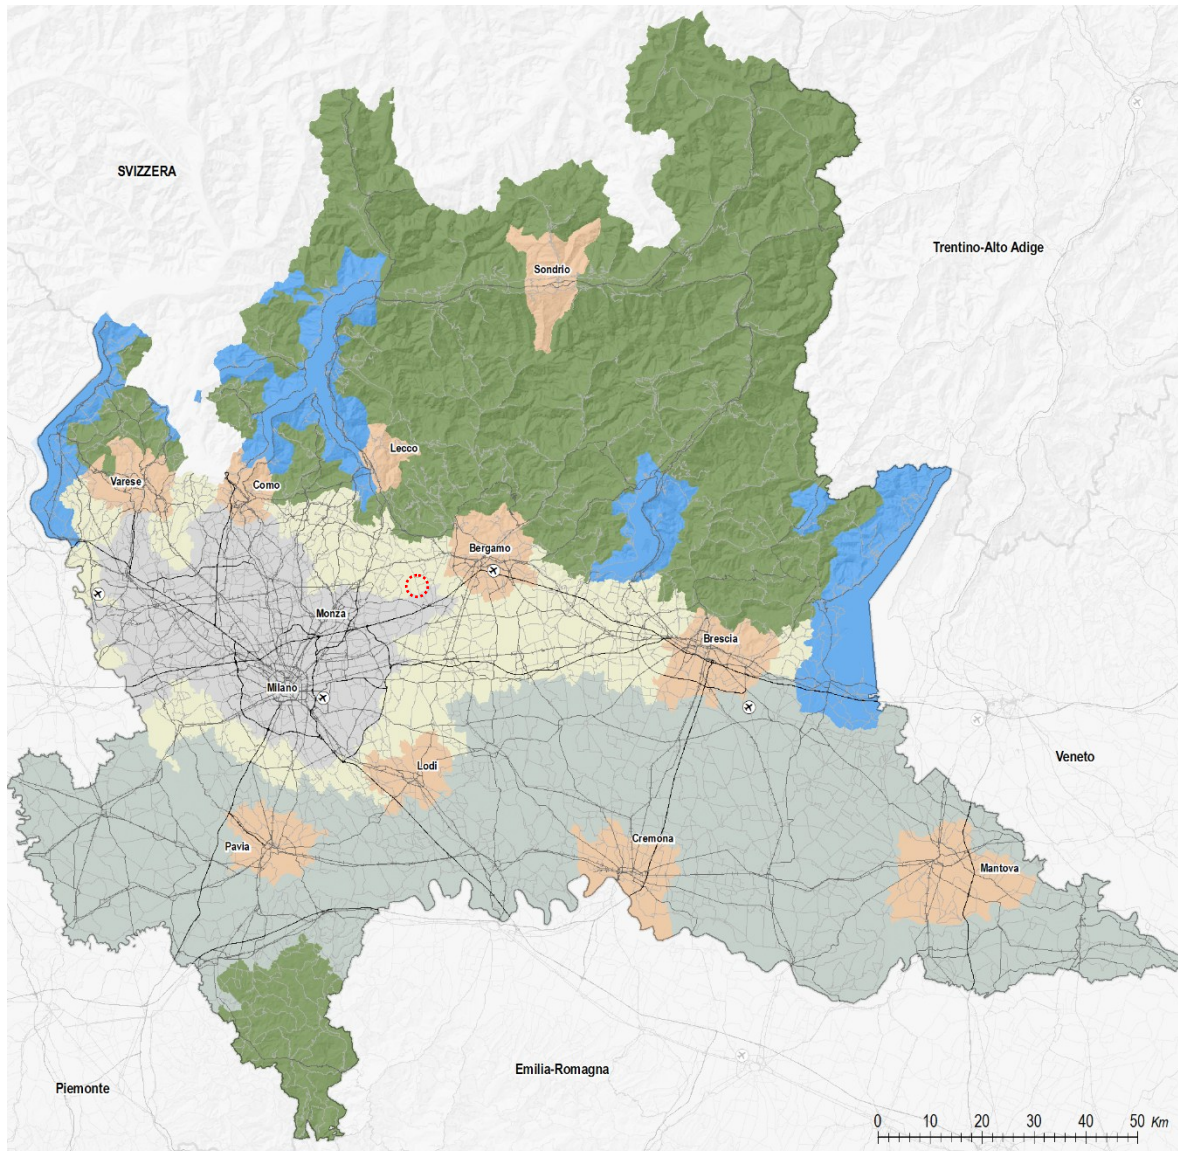 SVIZZERA
Trentino-Alto Adige
Sondrio
Lecco
Varese
Como
Bergamo
Monza
Brescia
Milano
Veneto
Lodi
Cremona
Pavia
Mantova
Emilia-Romagna
Piemonte
0 10 20 30 40 50 Km